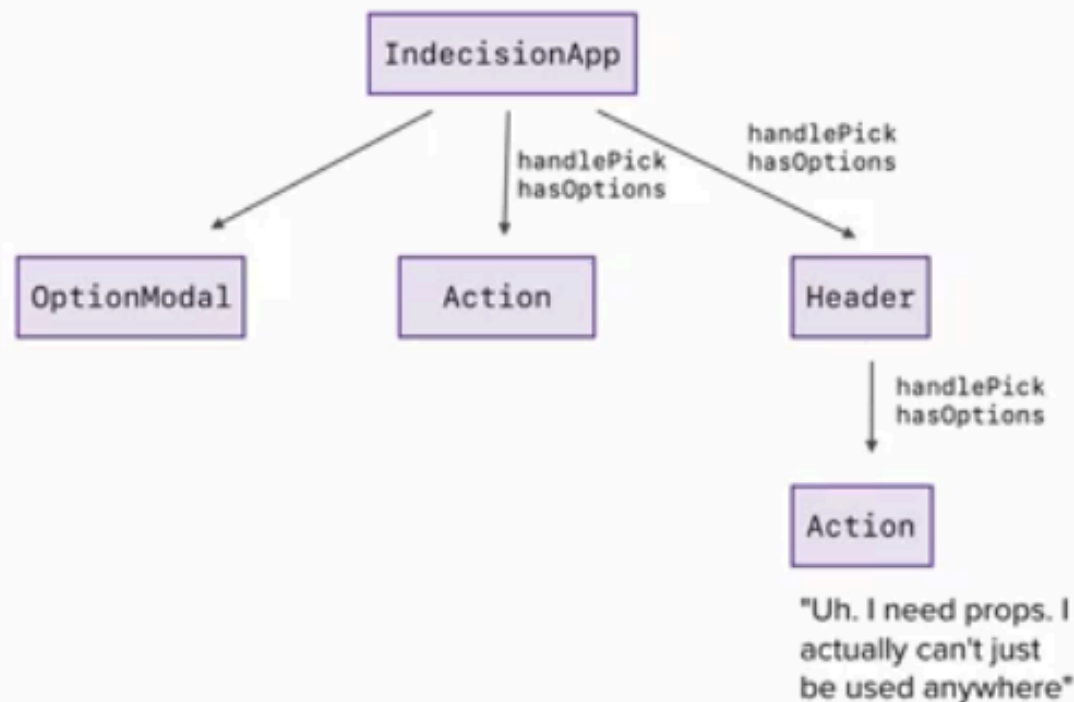 IndecisionApp
handlePick
hasOptions
handlePick
hasOptions
OptionModal
Action
Header
handlePick
hasOptions
Action
"Uh. I need props. I
actually can't just
be used anywhere"